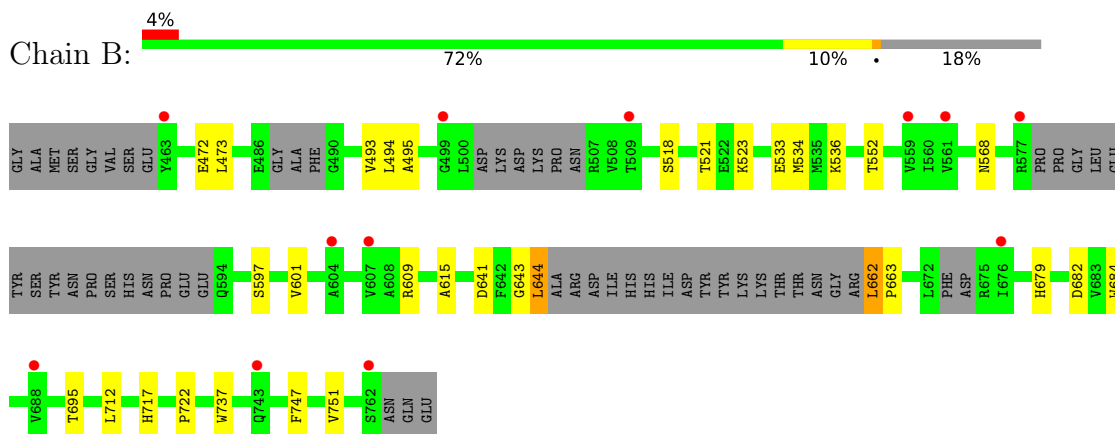 4%
Chain B:
72% 10% • 18%
GLY ALA MET SER GLY VAL SER GLU Y463 E472 L473 E486 GLY ALA PHE G490 V493 L494 A495 G499 L500 ASP LYS ASP LYS PRO ASN R507 V508 T509 S518 T521 E522 K523 E533 M534 M535 K536 T552 V559 I560 V561 N568 R577 PRO PRO GLY LEU GLU
TYR SER TYR ASN PRO SER HIS ASN PRO GLU GLU Q594 S597 V601 A604 V607 A608 R609 A615 D641 F642 G643 L644 ALA ARG ASP ILE HIS HIS ILE ASP TYR TYR LYS LYS THR THR ASN GLY ARG L662 P663 L672 PHE ASP R675 I676 H679 D682 V683 W684
V688 T695 L712 H717 P722 W737 Q743 F747 V751 S762 ASN GLN GLU